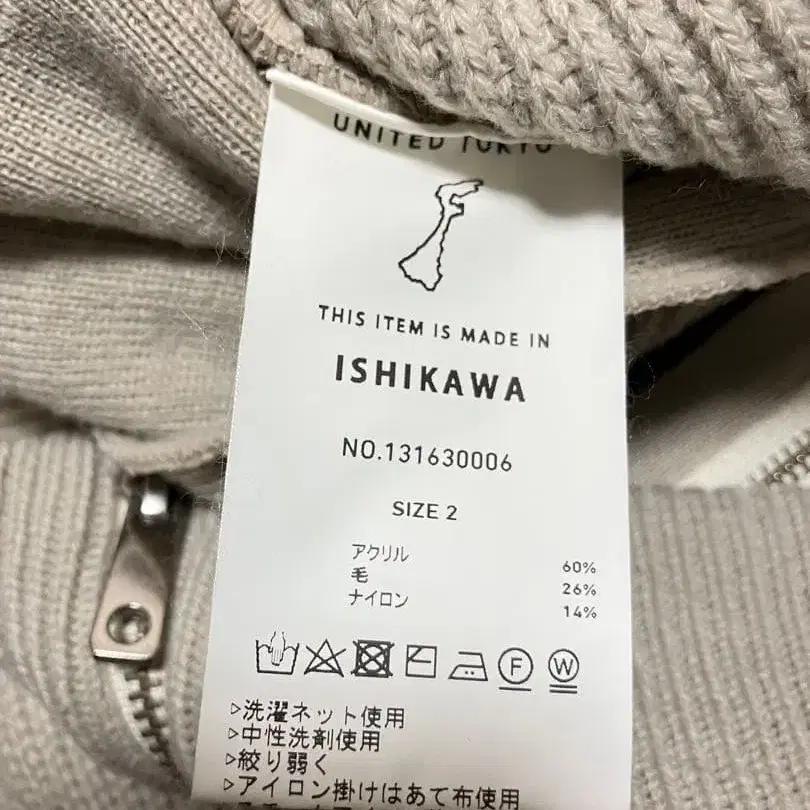 UNITED TOKYO
THIS ITEM IS MADE IN
ISHIKAWA
NO.131630006
SIZE 2
アクリル 60%
毛 26%
ナイロン 14%
F W
▷洗濯ネット使用
▷中性洗剤使用
▷絞り弱く
▷アイロン掛けはあて布使用